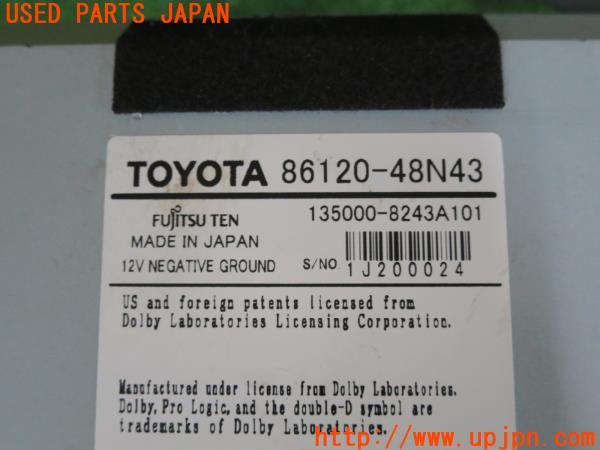 USED PARTS JAPAN
TOYOTA 86120-48N43
FUJITSU TEN 135000-8243A101
MADE IN JAPAN
12V NEGATIVE GROUND S/NO. 1J200024
US and foreign patents licensed from
Dolby Laboratories Licensing Corporation.
Manufactured under license from Dolby Laboratories.
Dolby, Pro Logic, and the double-D symbol are
trademarks of Dolby Laboratories.
http://www.upjpn.com